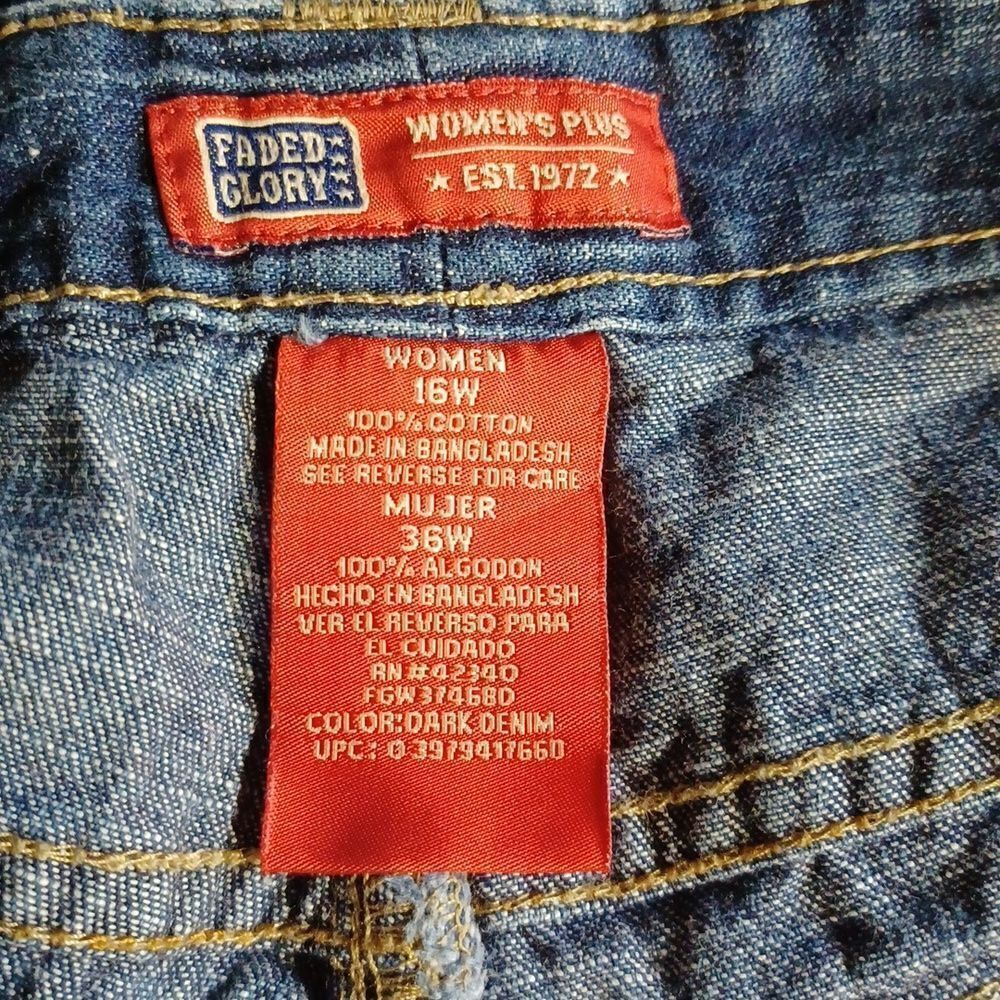 FADED
GLORY
WOMEN'S PLUS
★ EST. 1972 ★
WOMEN
16W
100% COTTON
MADE IN BANGLADESH
SEE REVERSE FOR CARE
MUJER
36W
100% ALGODON
HECHO EN BANGLADESH
VER EL REVERSO PARA
EL CUIDADO
RN #42340
FGW37468D
COLOR:DARK DENIM
UPC: 0 3979417660